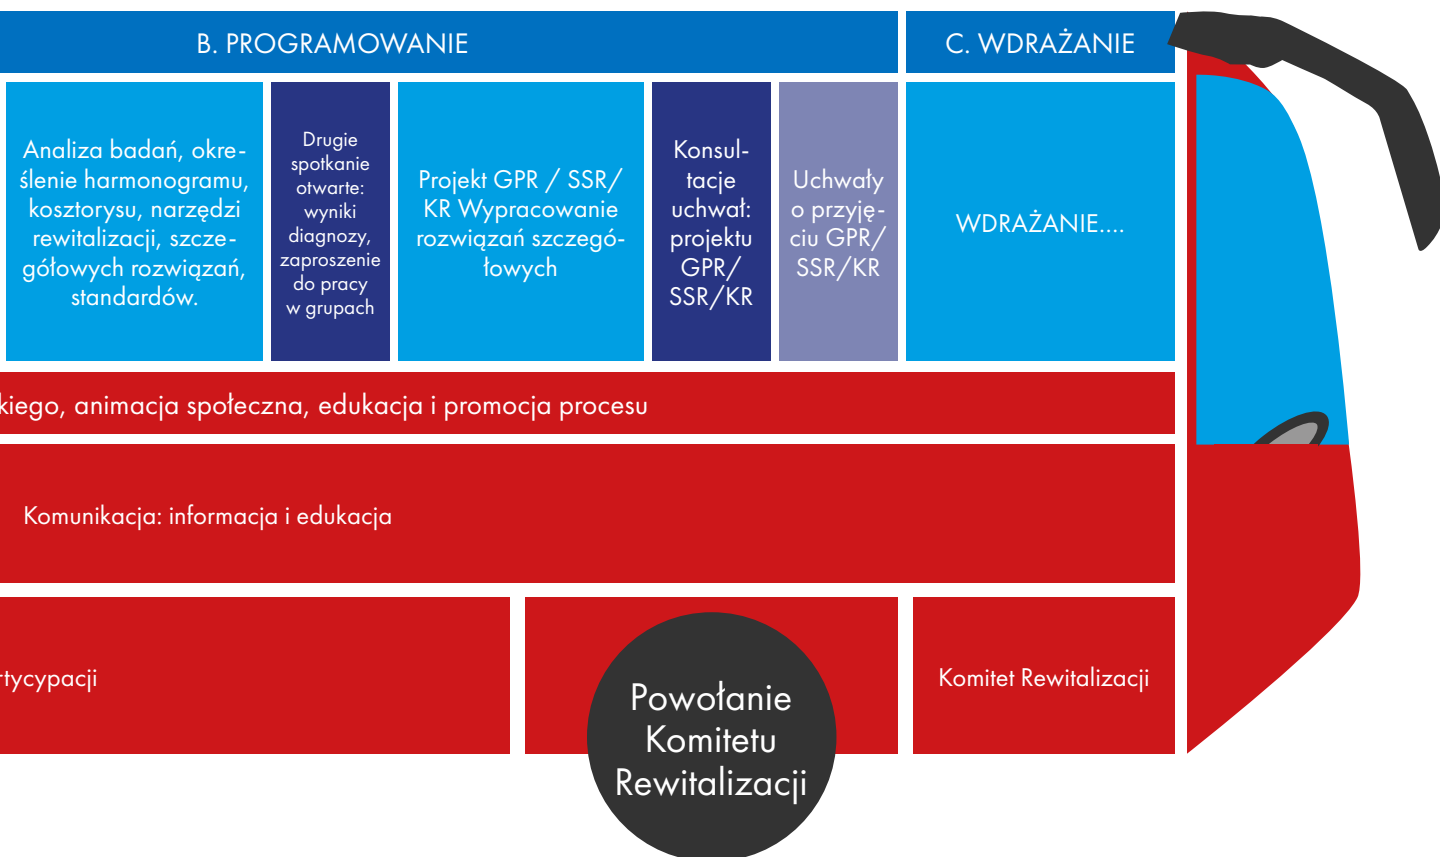 B. PROGRAMOWANIE
C. WDRAŻANIE
Analiza badań, okre-
ślenie harmonogramu,
kosztorysu, narzędzi
rewitalizacji, szcze-
gółowych rozwiązań,
standardów.
Drugie
spotkanie
otwarte:
wyniki
diagnozy,
zaproszenie
do pracy
w grupach
Projekt GPR / SSR/
KR Wypracowanie
rozwiązań szczegó-
łowych
Konsul-
tacje
uchwał:
projektu
GPR/
SSR/KR
Uchwały
o przyję-
ciu GPR/
SSR/KR
WDRAŻANIE....
kiego, animacja społeczna, edukacja i promocja procesu
Komunikacja: informacja i edukacja
tycypacji
Powołanie
Komitetu
Rewitalizacji
Komitet Rewitalizacji